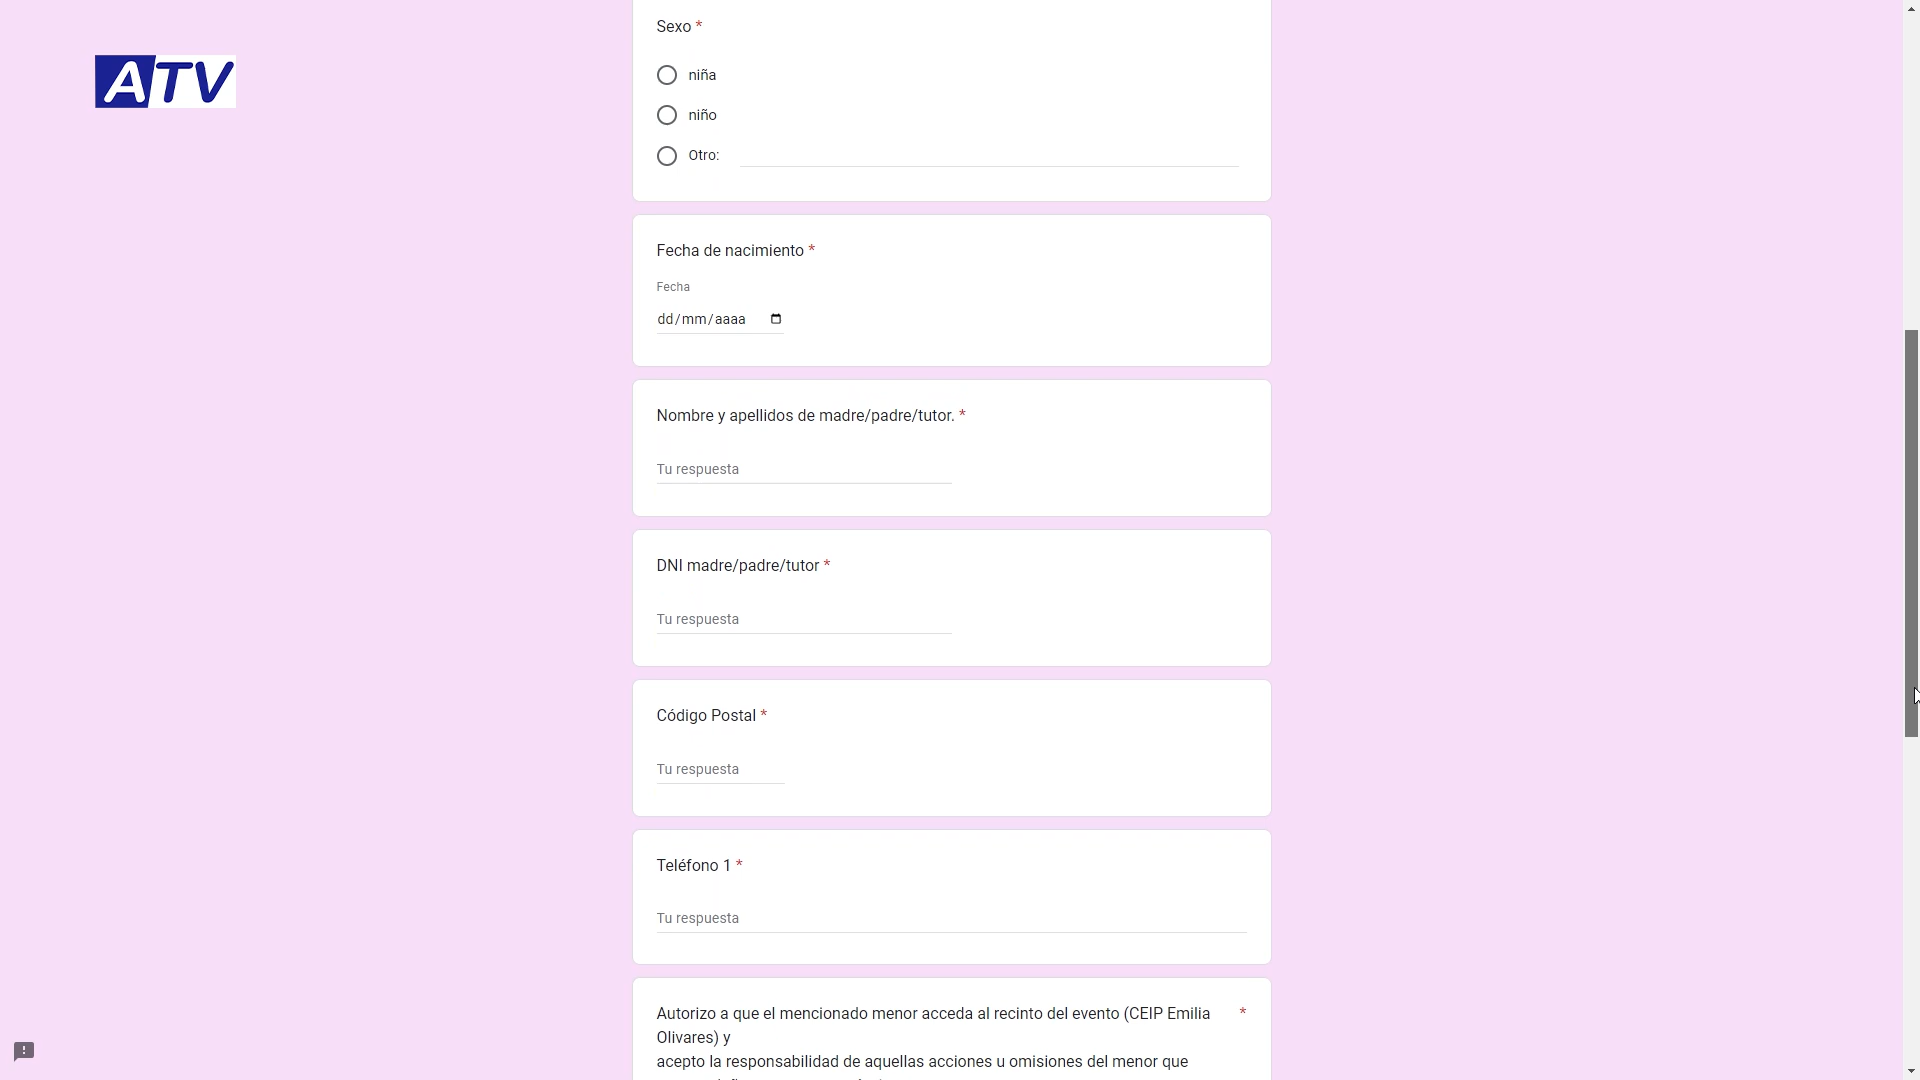 Sexo *
ATV
niña
niño
Otro:
Fecha de nacimiento *
Fecha
dd/mm/aaaa
Nombre y apellidos de madre/padre/tutor. *
Tu respuesta
DNI madre/padre/tutor *
Tu respuesta
Código Postal *
Tu respuesta
Teléfono 1 *
Tu respuesta
Autorizo a que el mencionado menor acceda al recinto del evento (CEIP Emilia *
Olivares) y
acepto la responsabilidad de aquellas acciones u omisiones del menor que